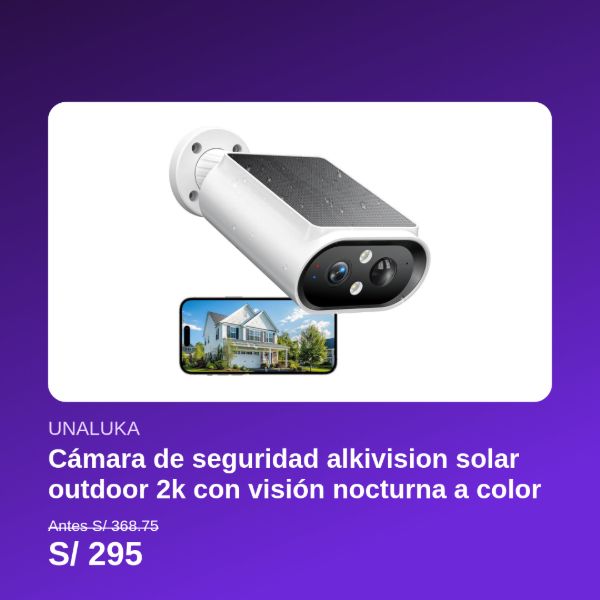 UNALUKA
Cámara de seguridad alkivision solar
outdoor 2k con visión nocturna a color
Antes S/ 368.75
S/ 295